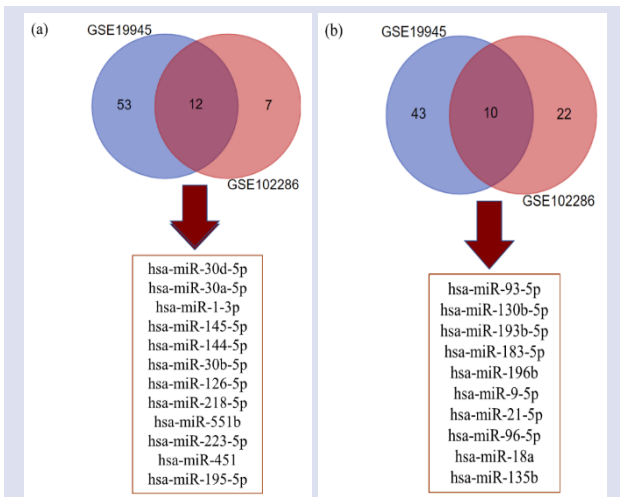 (a)
GSE19945
53
12
7
GSE102286
hsa-miR-30d-5p
hsa-miR-30a-5p
hsa-miR-1-3p
hsa-miR-145-5p
hsa-miR-144-5p
hsa-miR-30b-5p
hsa-miR-126-5p
hsa-miR-218-5p
hsa-miR-551b
hsa-miR-223-5p
hsa-miR-451
hsa-miR-195-5p
(b)
GSE19945
43
10
22
GSE102286
hsa-miR-93-5p
hsa-miR-130b-5p
hsa-miR-193b-5p
hsa-miR-183-5p
hsa-miR-196b
hsa-miR-9-5p
hsa-miR-21-5p
hsa-miR-96-5p
hsa-miR-18a
hsa-miR-135b